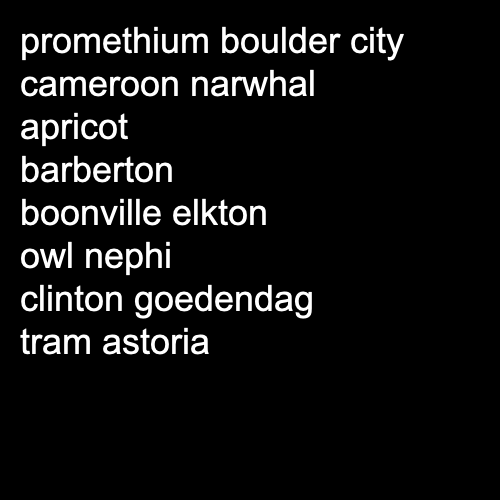 promethium boulder city
cameroon narwhal
apricot
barberton
boonville elkton
owl nephi
clinton goedendag
tram astoria